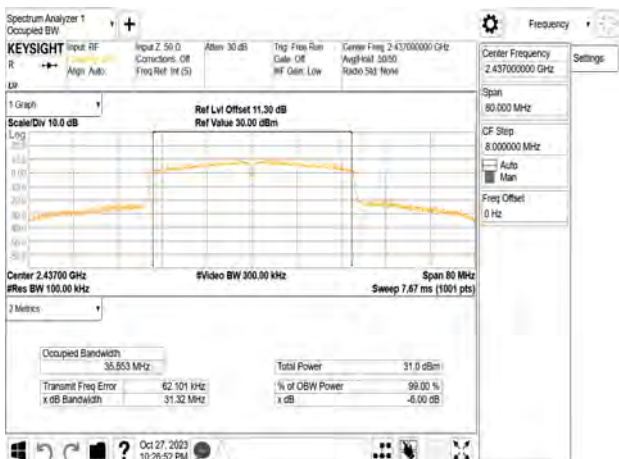 Spectrum Analyzer 1
Occupied BW
Frequency
KEYSIGHT Input: RF
R
Align: Auto
Input Z: 50 Ω
Corrections: Off
Freq Ref: Int (S)
Atten: 30 dB
Trig: Free Run
Gate: Off
#IF Gain: Low
Center Freq: 2.437000000 GHz
Avg|Hold: 50/50
Radio Std: None
Center Frequency
2.437000000 GHz
Settings
Span
80.000 MHz
CF Step
8.000000 MHz
Auto
Man
Freq Offset
0 Hz
1 Graph
Scale/Div 10.0 dB
Ref Lvl Offset 11.30 dB
Ref Value 30.00 dBm
Log
Center 2.43700 GHz
#Res BW 100.00 kHz
#Video BW 300.00 kHz
Span 80 MHz
Sweep 7.67 ms (1001 pts)
2 Metrics
Occupied Bandwidth
35.853 MHz
Total Power 31.0 dBm
Transmit Freq Error 62.101 kHz
% of OBW Power 99.00 %
x dB Bandwidth 31.32 MHz
x dB -6.00 dB
?
Oct 27, 2023
10:26:52 PM